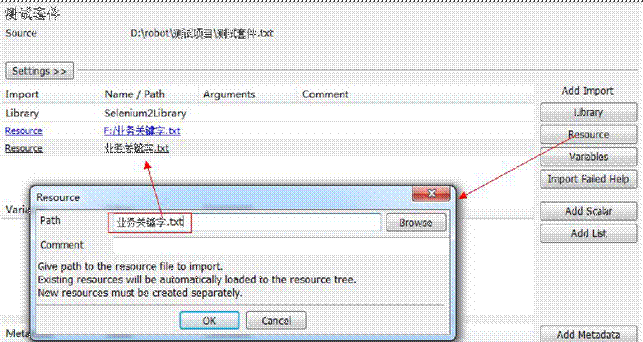 测试套件
Source D:\robot\测试项目\测试套件.txt
Settings >>
Import Name / Path Arguments Comment Add Import
Library Selenium2Library Library
Resource F:/业务关键字.txt Resource
Resource 业务关键字.txt Variables
Import Failed Help
Resource
Path 业务关键字.txt Browse
Comment
Add Scalar
Add List
Give path to the resource file to import.
Existing resources will be automatically loaded to the resource tree.
New resources must be created separately.
OK Cancel
Add Metadata